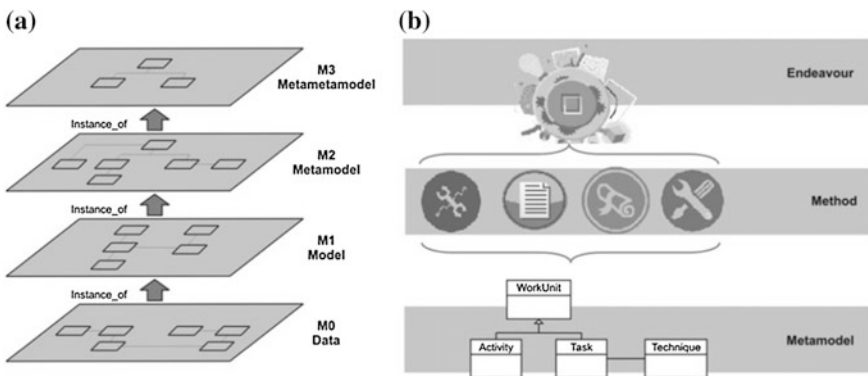 (a)
M3
Metametamodel
Instance_of
M2
Metamodel
Instance_of
M1
Model
Instance_of
M0
Data
(b)
Endeavour
Method
WorkUnit
Activity
Task
Technique
Metamodel